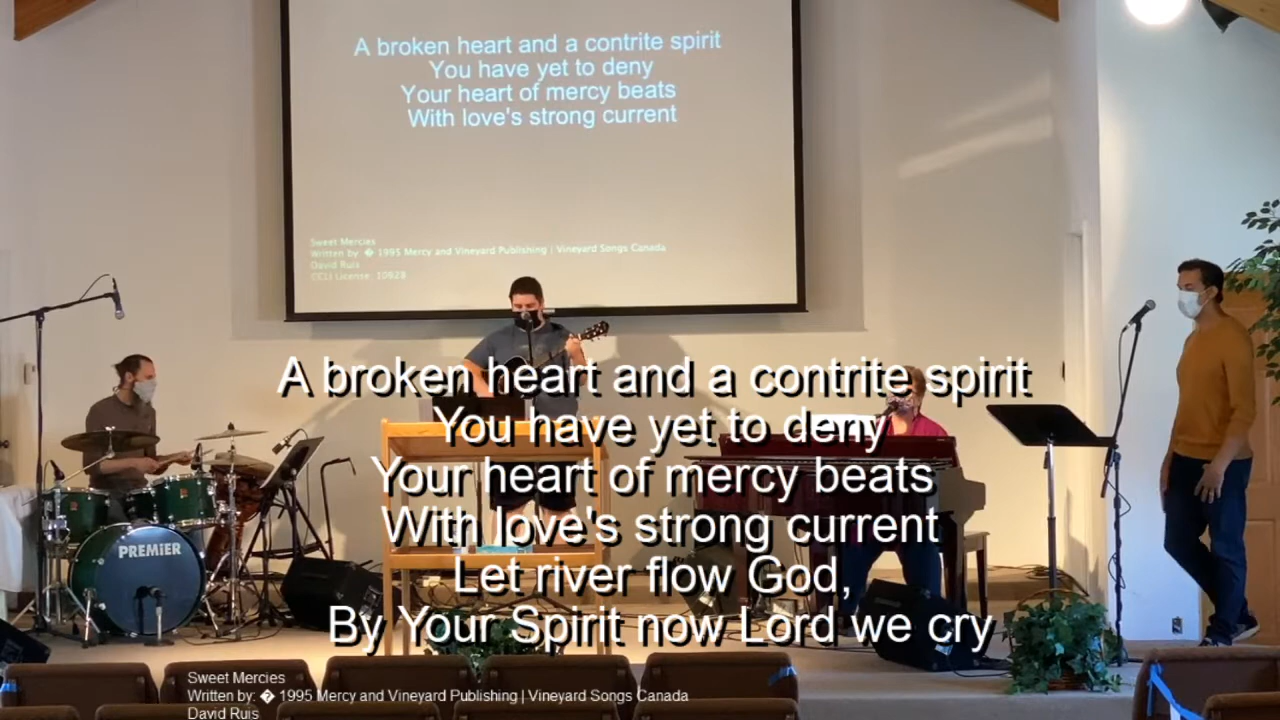 A broken heart and a contrite spirit
You have yet to deny
Your heart of mercy beats
With love's strong current
Sweet Mercies
Written by: � 1995 Mercy and Vineyard Publishing | Vineyard Songs Canada
David Ruis
CCLI License: 10628
A broken heart and a contrite spirit
You have yet to deny
Your heart of mercy beats
With love's strong current
Let river flow God,
By Your Spirit now Lord we cry
PREMIER
Sweet Mercies
Written by: � 1995 Mercy and Vineyard Publishing | Vineyard Songs Canada
David Ruis